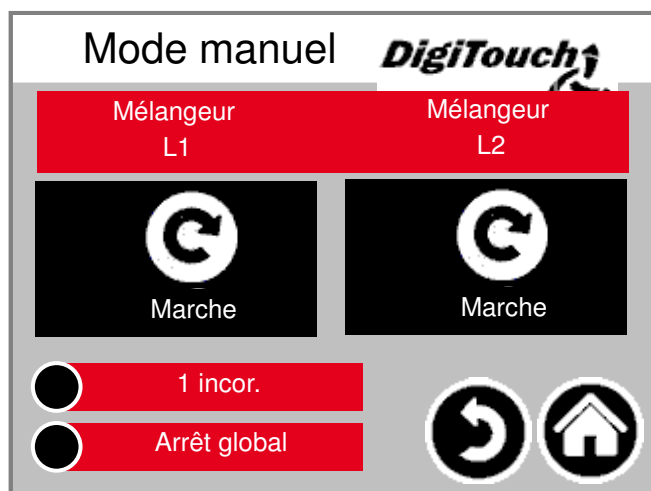 Mode manuel
DigiTouch
Mélangeur
L1
Mélangeur
L2
Marche
Marche
1 incor.
Arrêt global